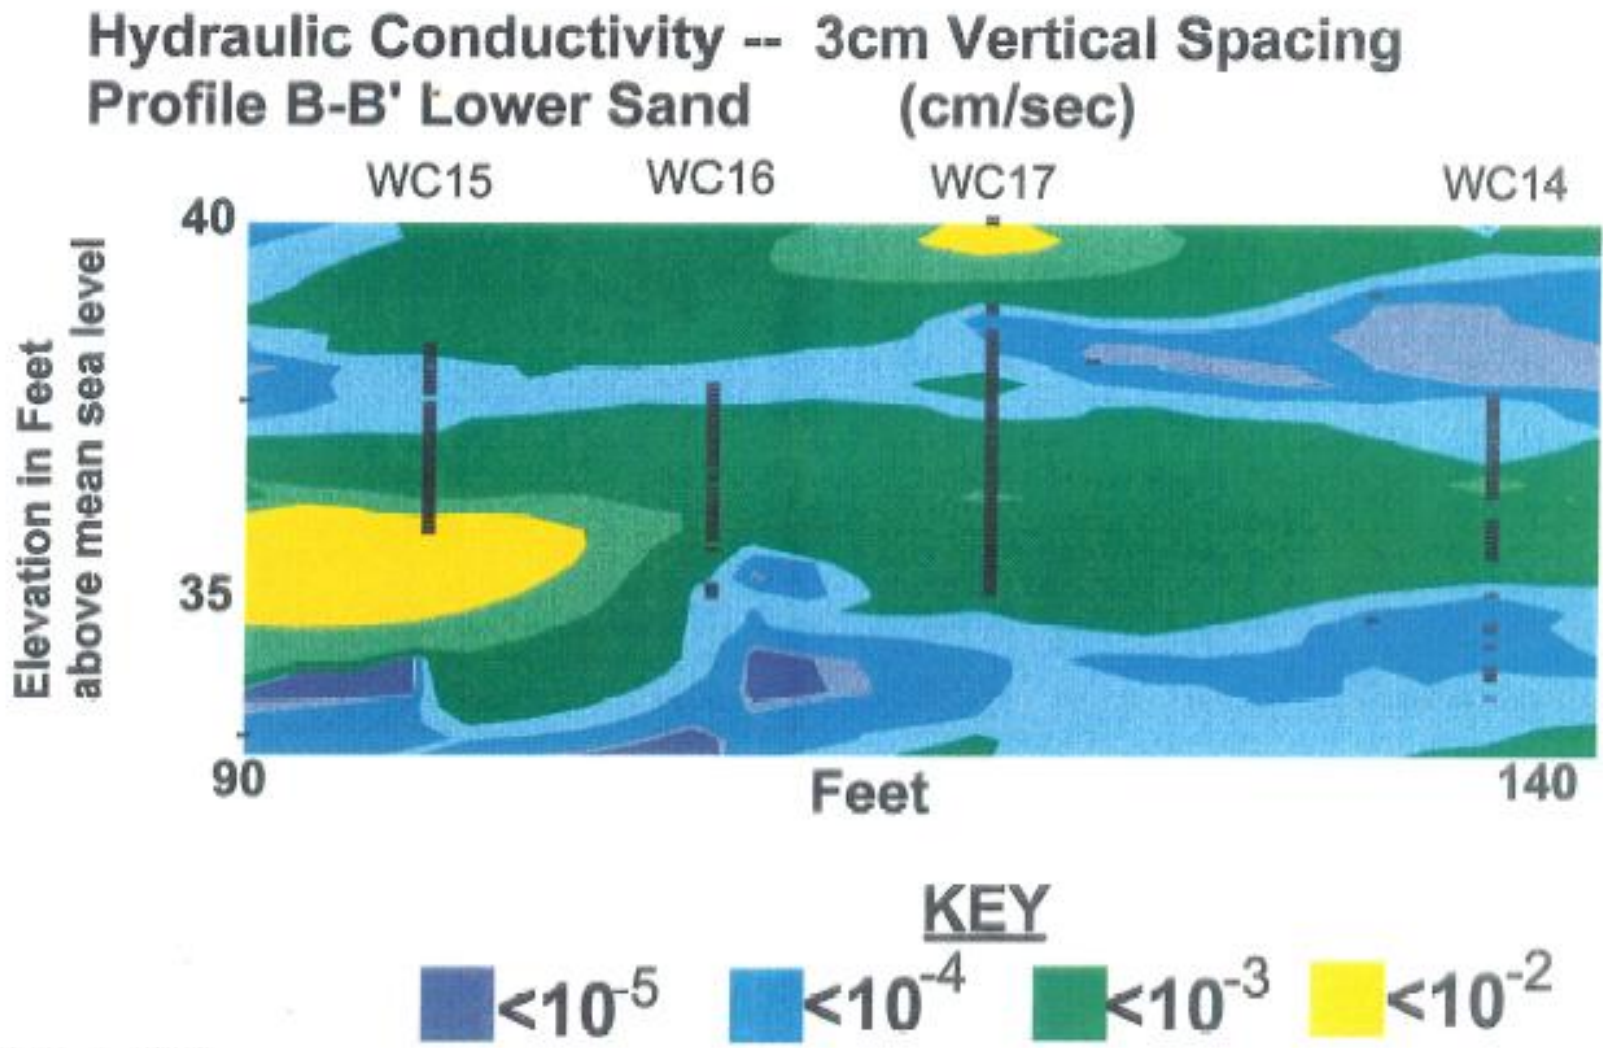 Hydraulic Conductivity -- 3cm Vertical Spacing
Profile B-B' Lower Sand (cm/sec)
WC15 WC16 WC17 WC14
40
Elevation in Feet
above mean sea level
35
90 Feet 140
KEY
<10-5 <10-4 <10-3 <10-2